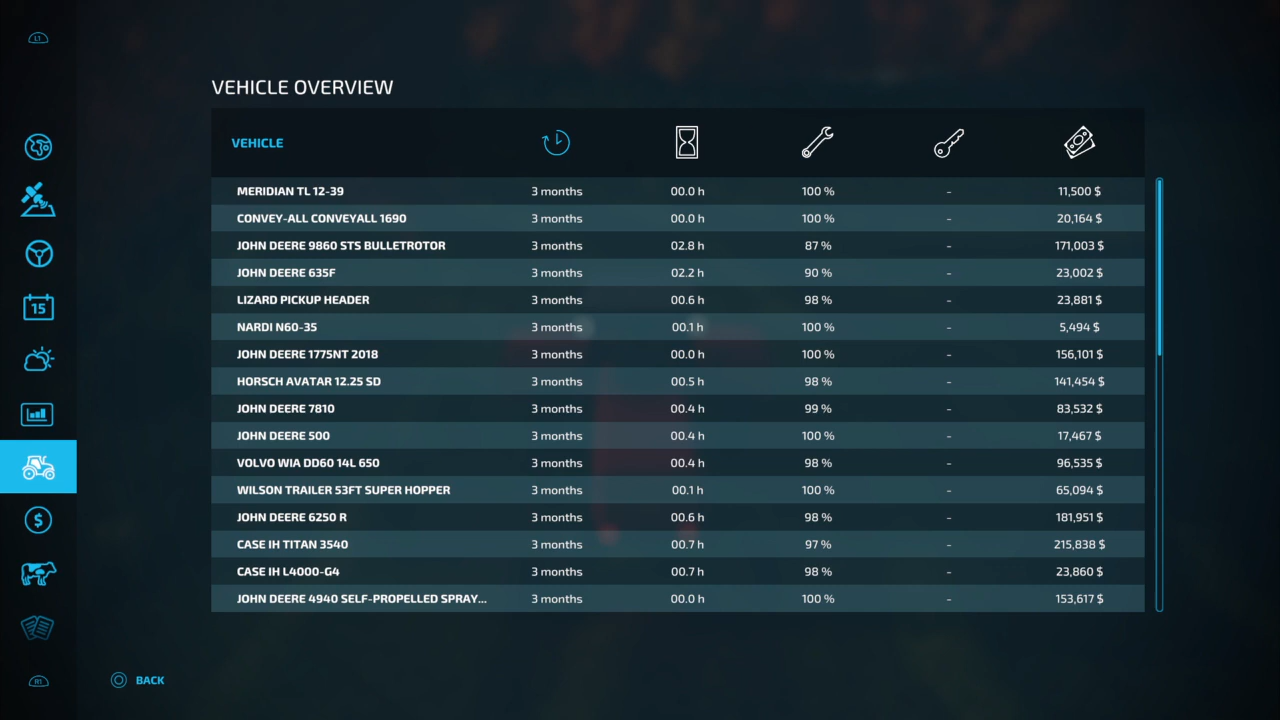 L1
VEHICLE OVERVIEW
VEHICLE
MERIDIAN TL 12-39 3 months 00.0 h 100 % - 11,500 $
CONVEY-ALL CONVEYALL 1690 3 months 00.0 h 100 % - 20,164 $
JOHN DEERE 9860 STS BULLETROTOR 3 months 02.8 h 87 % - 171,003 $
JOHN DEERE 635F 3 months 02.2 h 90 % - 23,002 $
LIZARD PICKUP HEADER 3 months 00.6 h 98 % - 23,881 $
NARDI N60-35 3 months 00.1 h 100 % - 5,494 $
JOHN DEERE 1775NT 2018 3 months 00.0 h 100 % - 156,101 $
HORSCH AVATAR 12.25 SD 3 months 00.5 h 98 % - 141,454 $
JOHN DEERE 7810 3 months 00.4 h 99 % - 83,532 $
JOHN DEERE 500 3 months 00.4 h 100 % - 17,467 $
VOLVO WIA DD60 14L 650 3 months 00.4 h 98 % - 96,535 $
WILSON TRAILER 53FT SUPER HOPPER 3 months 00.1 h 100 % - 65,094 $
JOHN DEERE 6250 R 3 months 00.6 h 98 % - 181,951 $
CASE IH TITAN 3540 3 months 00.7 h 97 % - 215,838 $
CASE IH L4000-G4 3 months 00.7 h 98 % - 23,860 $
JOHN DEERE 4940 SELF-PROPELLED SPRAY... 3 months 00.0 h 100 % - 153,617 $
15
$
R1
BACK